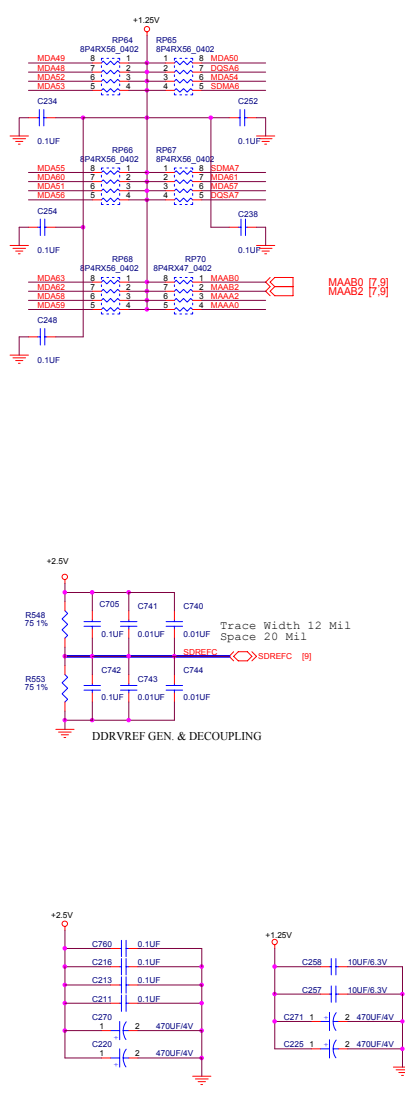 +1.25V
RP64 RP65
8P4RX56_0402 8P4RX56_0402
MDA49 8 1 1 8 MDA50
MDA48 7 2 2 7 DQSA6
MDA52 6 3 3 6 MDA54
MDA53 5 4 4 5 SDMA6
C234 C252
0.1UF 0.1UF
RP66 RP67
8P4RX56_0402 8P4RX56_0402
MDA55 8 1 1 8 SDMA7
MDA60 7 2 2 7 MDA61
MDA51 6 3 3 6 MDA57
MDA56 5 4 4 5 DQSA7
C254 C238
0.1UF 0.1UF
RP68 RP70
8P4RX56_0402 8P4RX47_0402
MDA63 8 1 8 1 MAAB0 MAAB0 [7,9]
MDA62 7 2 7 2 MAAB2 MAAB2 [7,9]
MDA58 6 3 6 3 MAAA2
MDA59 5 4 5 4 MAAA0
C248
0.1UF
+2.5V
R548 C705 C741 C740
75 1% 0.1UF 0.01UF 0.01UF
Trace Width 12 Mil
Space 20 Mil
SDREFC SDREFC [9]
R553 C742 C743 C744
75 1% 0.1UF 0.01UF 0.01UF
DDRVREF GEN. & DECOUPLING
+2.5V
C760 0.1UF
C216 0.1UF
C213 0.1UF
C211 0.1UF
C270
1 + 2 470UF/4V
C220
1 + 2 470UF/4V
+1.25V
C258 10UF/6.3V
C257 10UF/6.3V
C271 1 + 2 470UF/4V
C225 1 + 2 470UF/4V